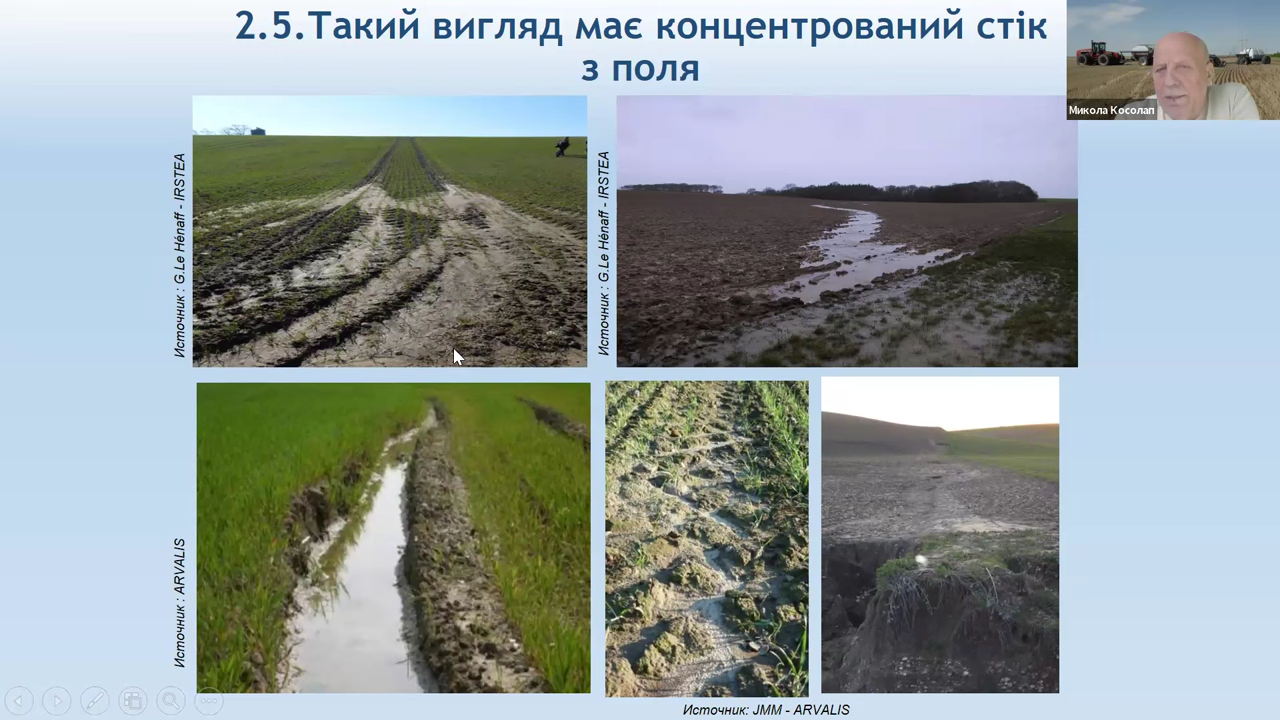 2.5.Такий вигляд має концентрований стік
з поля
Микола Косолап
Источник : G.Le Hénaff - IRSTEA
Источник : G.Le Hénaff - IRSTEA
Источник : ARVALIS
Источник: JMM - ARVALIS